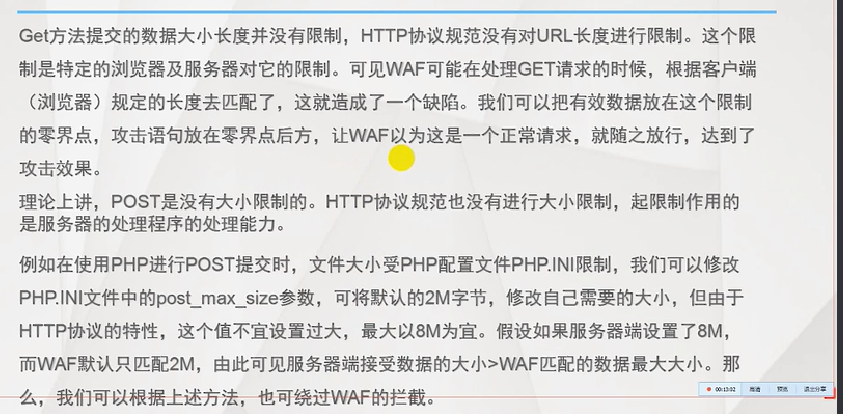 Get方法提交的数据大小长度并没有限制，HTTP协议规范没有对URL长度进行限制。这个限
制是特定的浏览器及服务器对它的限制。可见WAF可能在处理GET请求的时候，根据客户端
（浏览器）规定的长度去匹配了，这就造成了一个缺陷。我们可以把有效数据放在这个限制
的零界点，攻击语句放在零界点后方，让WAF以为这是一个正常请求，就随之放行，达到了
攻击效果。
理论上讲，POST是没有大小限制的。HTTP协议规范也没有进行大小限制，起限制作用的
是服务器的处理程序的处理能力。
例如在使用PHP进行POST提交时，文件大小受PHP配置文件PHP.INI限制，我们可以修改
PHP.INI文件中的post_max_size参数，可将默认的2M字节，修改自己需要的大小，但由于
HTTP协议的特性，这个值不宜设置过大，最大以8M为宜。假设如果服务器端设置了8M，
而WAF默认只匹配2M，由此可见服务器端接受数据的大小>WAF匹配的数据最大大小。那
么，我们可以根据上述方法，也可绕过WAF的拦截。
00:13:02 预览 退出分享